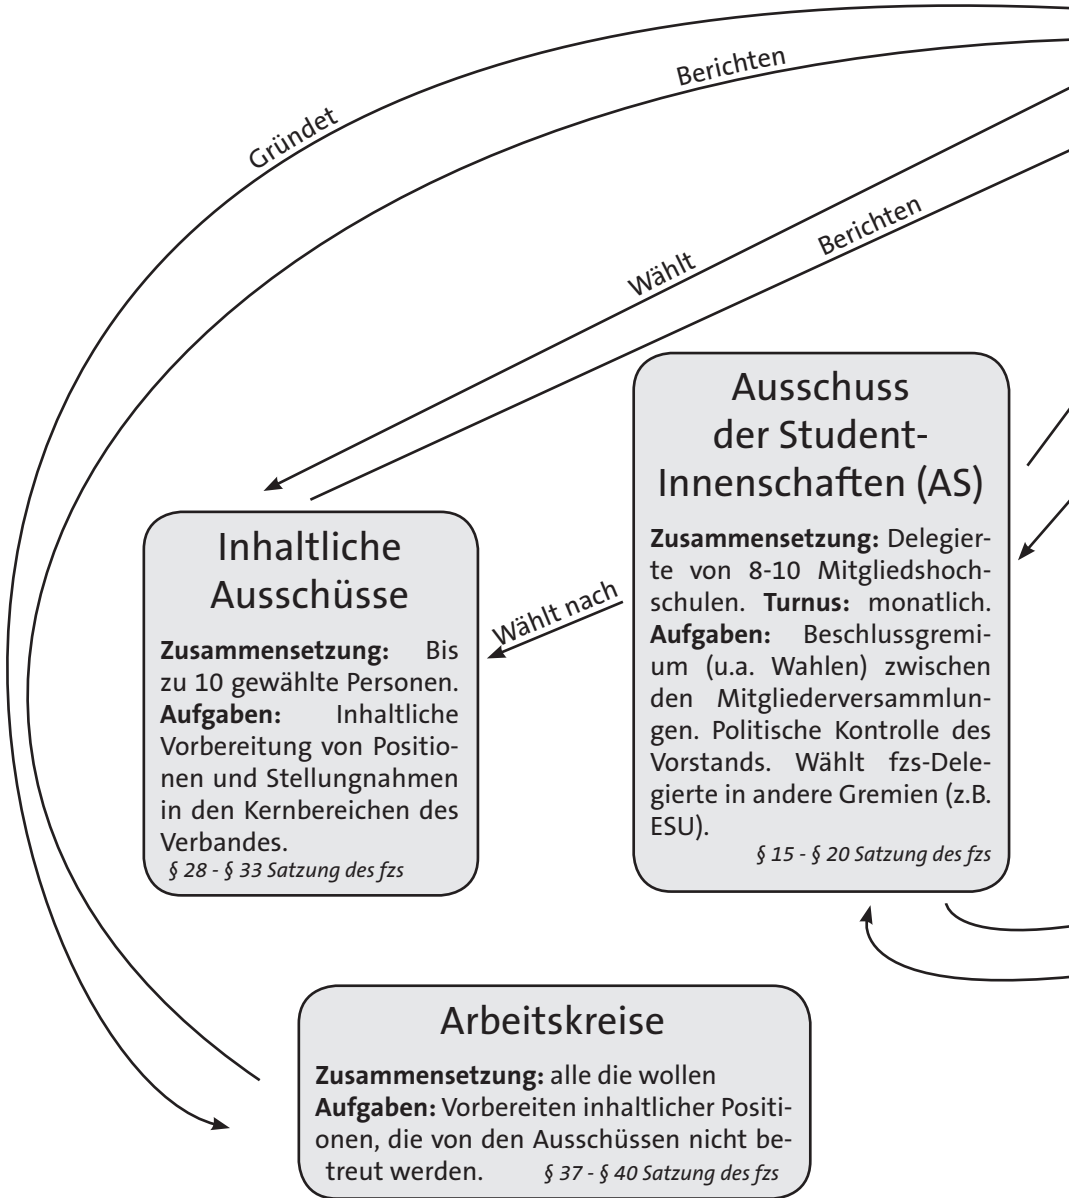 Gründet
Berichten
Wählt
Berichten
Ausschuss
der Student-
Innenschaften (AS)
Zusammensetzung: Delegier-
te von 8-10 Mitgliedshoch-
schulen. Turnus: monatlich.
Aufgaben: Beschlussgremi-
um (u.a. Wahlen) zwischen
den Mitgliederversammlun-
gen. Politische Kontrolle des
Vorstands. Wählt fzs-Dele-
gierte in andere Gremien (z.B.
ESU).
§ 15 - § 20 Satzung des fzs
Wählt nach
Inhaltliche
Ausschüsse
Zusammensetzung: Bis
zu 10 gewählte Personen.
Aufgaben: Inhaltliche
Vorbereitung von Positio-
nen und Stellungnahmen
in den Kernbereichen des
Verbandes.
§ 28 - § 33 Satzung des fzs
Arbeitskreise
Zusammensetzung: alle die wollen
Aufgaben: Vorbereiten inhaltlicher Positi-
onen, die von den Ausschüssen nicht be-
treut werden. § 37 - § 40 Satzung des fzs